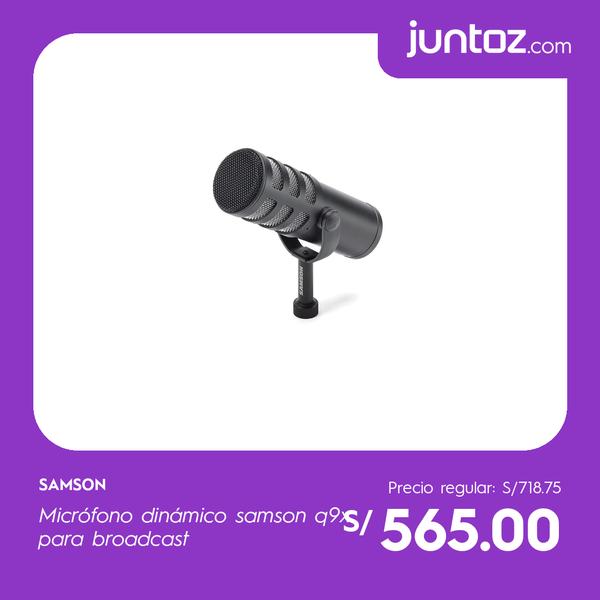 juntoz.com
SAMSON
SAMSON
Precio regular: S/718.75
Micrófono dinámico samson q9x
para broadcast
S/ 565.00